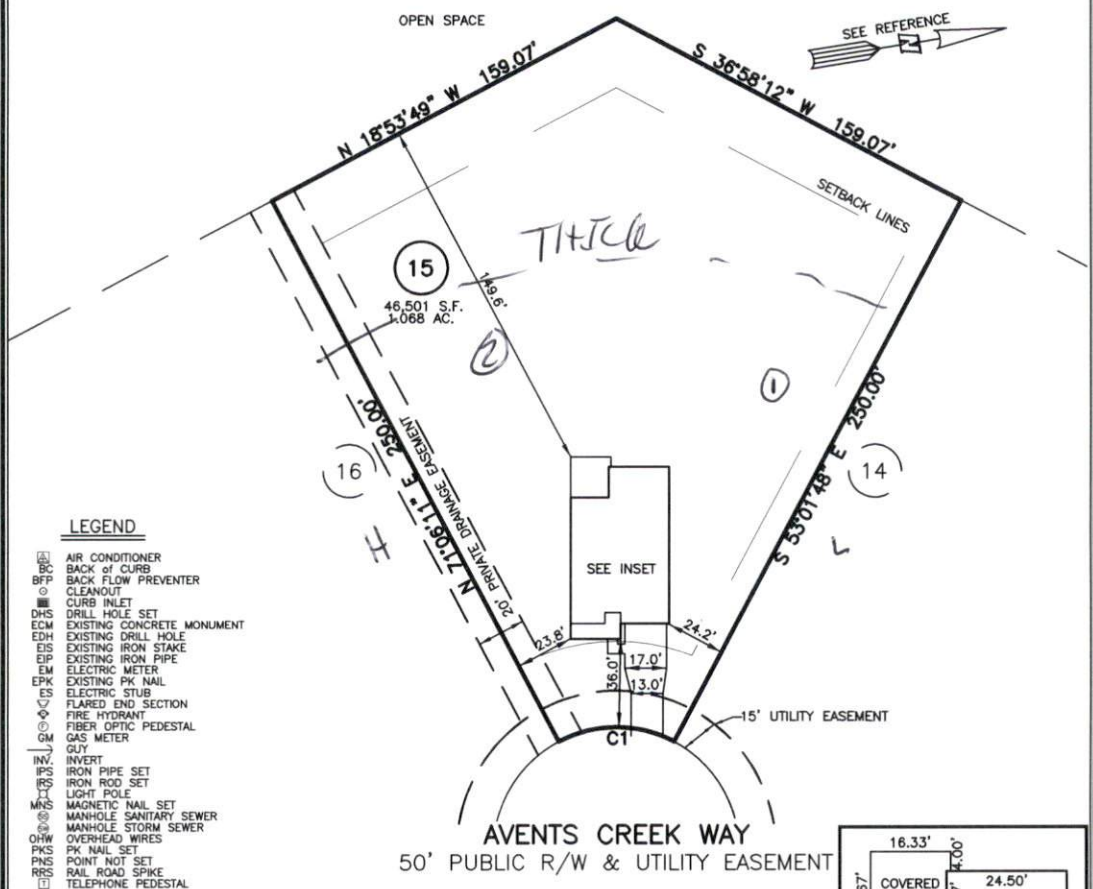 OPEN SPACE
SEE REFERENCE
N
N 18°53'49" W 159.07'
S 36°58'12" W 159.07'
SETBACK LINES
THICK
15
46,501 S.F.
1.068 AC.
149.6'
2
1
N 71°06'11" E 250.00'
20' PRIVATE DRAINAGE EASEMENT
S 53°01'48" E 250.00'
16
14
H
L
SEE INSET
23.8'
24.2'
36.0'
17.0'
13.0'
15' UTILITY EASEMENT
C1
AVENTS CREEK WAY
50' PUBLIC R/W & UTILITY EASEMENT
LEGEND
AIR CONDITIONER
BC BACK of CURB
BFP BACK FLOW PREVENTER
CLEANOUT
CURB INLET
DHS DRILL HOLE SET
ECM EXISTING CONCRETE MONUMENT
EDH EXISTING DRILL HOLE
EIS EXISTING IRON STAKE
EIP EXISTING IRON PIPE
EM ELECTRIC METER
EPK EXISTING PK NAIL
ES ELECTRIC STUB
FLARED END SECTION
FIRE HYDRANT
F FIBER OPTIC PEDESTAL
GM GAS METER
GUY
INV. INVERT
IPS IRON PIPE SET
IRS IRON ROD SET
LIGHT POLE
MNS MAGNETIC NAIL SET
MANHOLE SANITARY SEWER
MANHOLE STORM SEWER
OHW OVERHEAD WIRES
PKS PK NAIL SET
PNS POINT NOT SET
RRS RAIL ROAD SPIKE
T TELEPHONE PEDESTAL
16.33'
4.00'
24.50'
COVERED